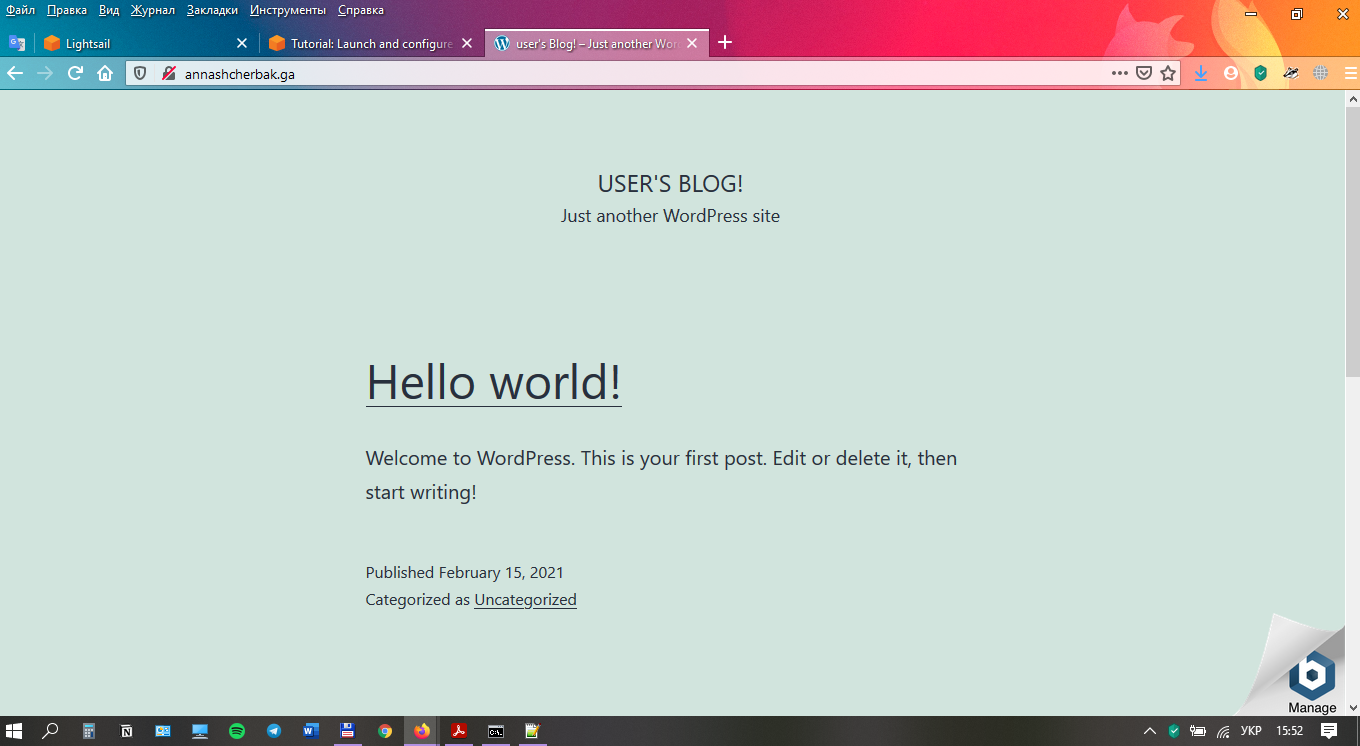 Файл Правка Вид Журнал Закладки Инструменты Справка
Lightsail Tutorial: Launch and configure user's Blog! – Just another Wor
annashcherbak.ga
USER'S BLOG!
Just another WordPress site
Hello world!
Welcome to WordPress. This is your first post. Edit or delete it, then
start writing!
Published February 15, 2021
Categorized as Uncategorized
b
Manage
УКР 15:52